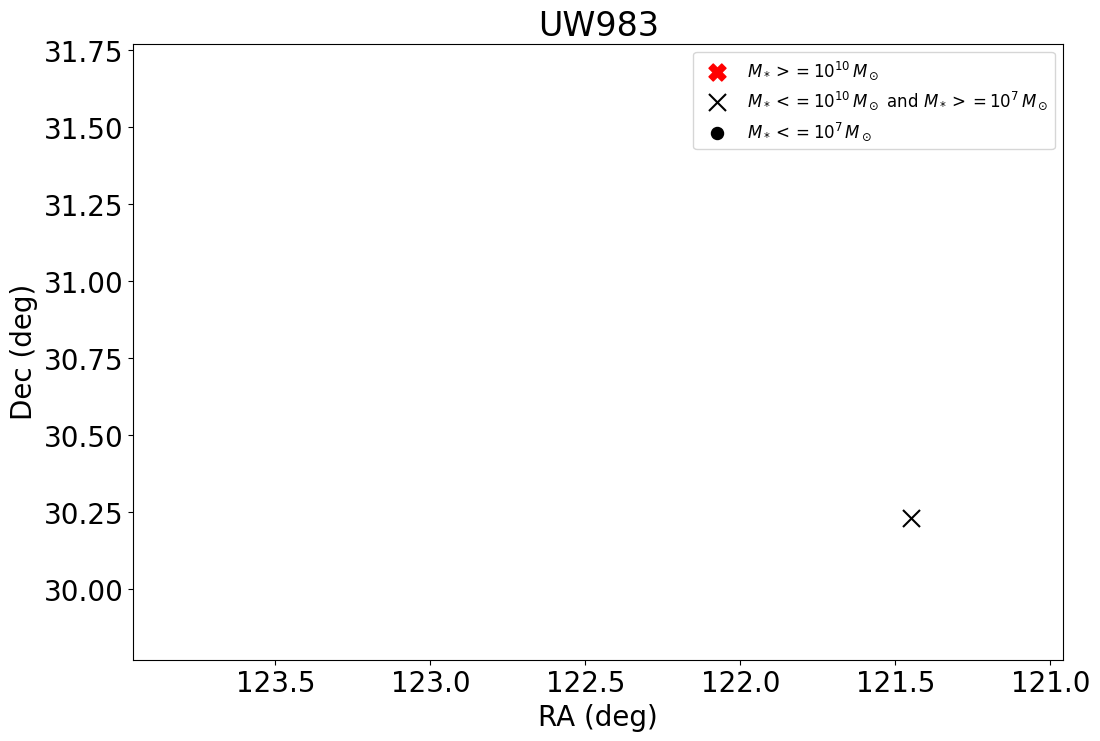 UW983
M* >= 10^10 M⊙
M* <= 10^10 M⊙ and M* >= 10^7 M⊙
M* <= 10^7 M⊙
Dec (deg)
31.75
31.50
31.25
31.00
30.75
30.50
30.25
30.00
123.5 123.0 122.5 122.0 121.5 121.0
RA (deg)